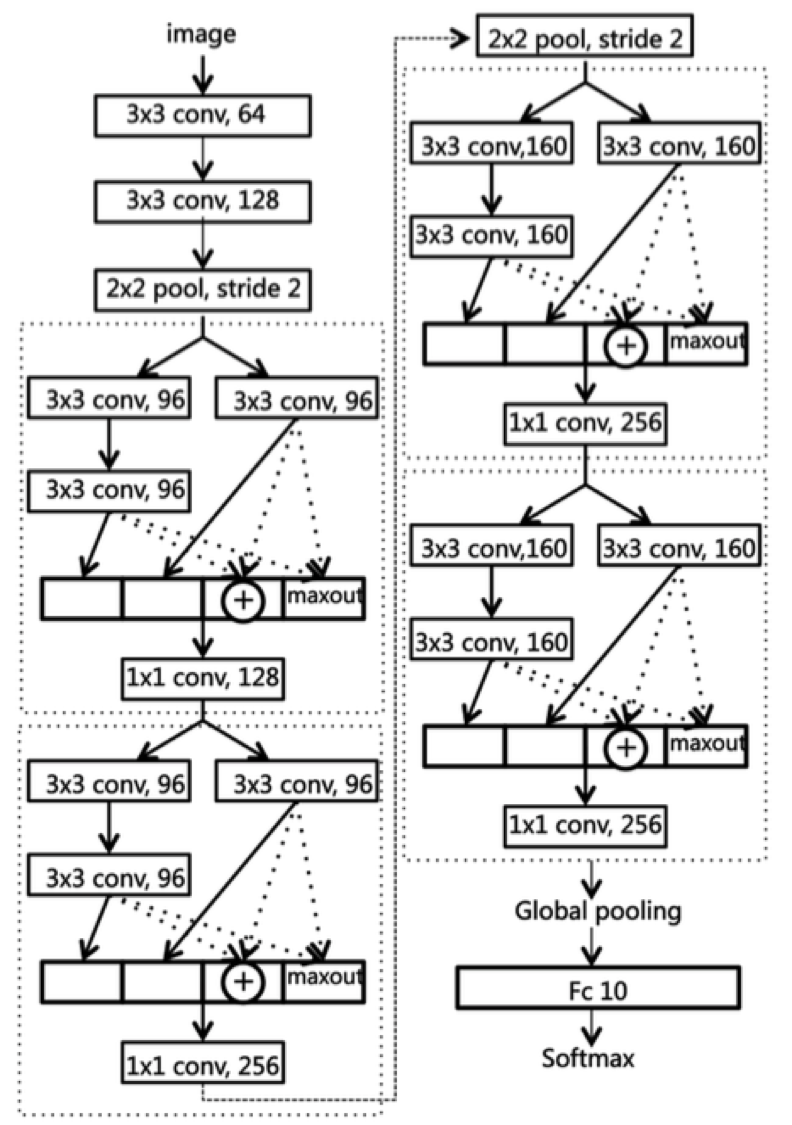 image
3x3 conv, 64
3x3 conv, 128
2x2 pool, stride 2
3x3 conv, 96
3x3 conv, 96
3x3 conv, 96
+
maxout
1x1 conv, 128
3x3 conv, 96
3x3 conv, 96
3x3 conv, 96
+
maxout
1x1 conv, 256
2x2 pool, stride 2
3x3 conv,160
3x3 conv, 160
3x3 conv, 160
+
maxout
1x1 conv, 256
3x3 conv,160
3x3 conv, 160
3x3 conv, 160
+
maxout
1x1 conv, 256
Global pooling
Fc 10
Softmax